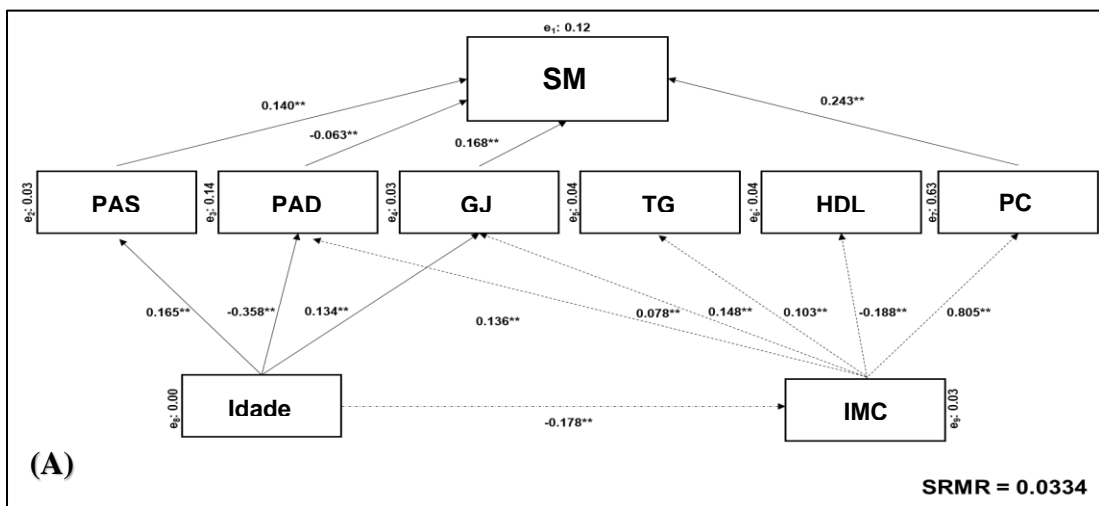 e₁: 0.12
SM
0.140**
-0.063**
0.168**
0.243**
e₂: 0.03
PAS
e₃: 0.14
PAD
e₄: 0.03
GJ
e₅: 0.04
TG
e₆: 0.04
HDL
e₇: 0.63
PC
0.165**
-0.358**
0.134**
0.136**
0.078**
0.148**
0.103**
-0.188**
0.805**
e₈: 0.00
Idade
-0.178**
IMC
e₉: 0.03
(A)
SRMR = 0.0334